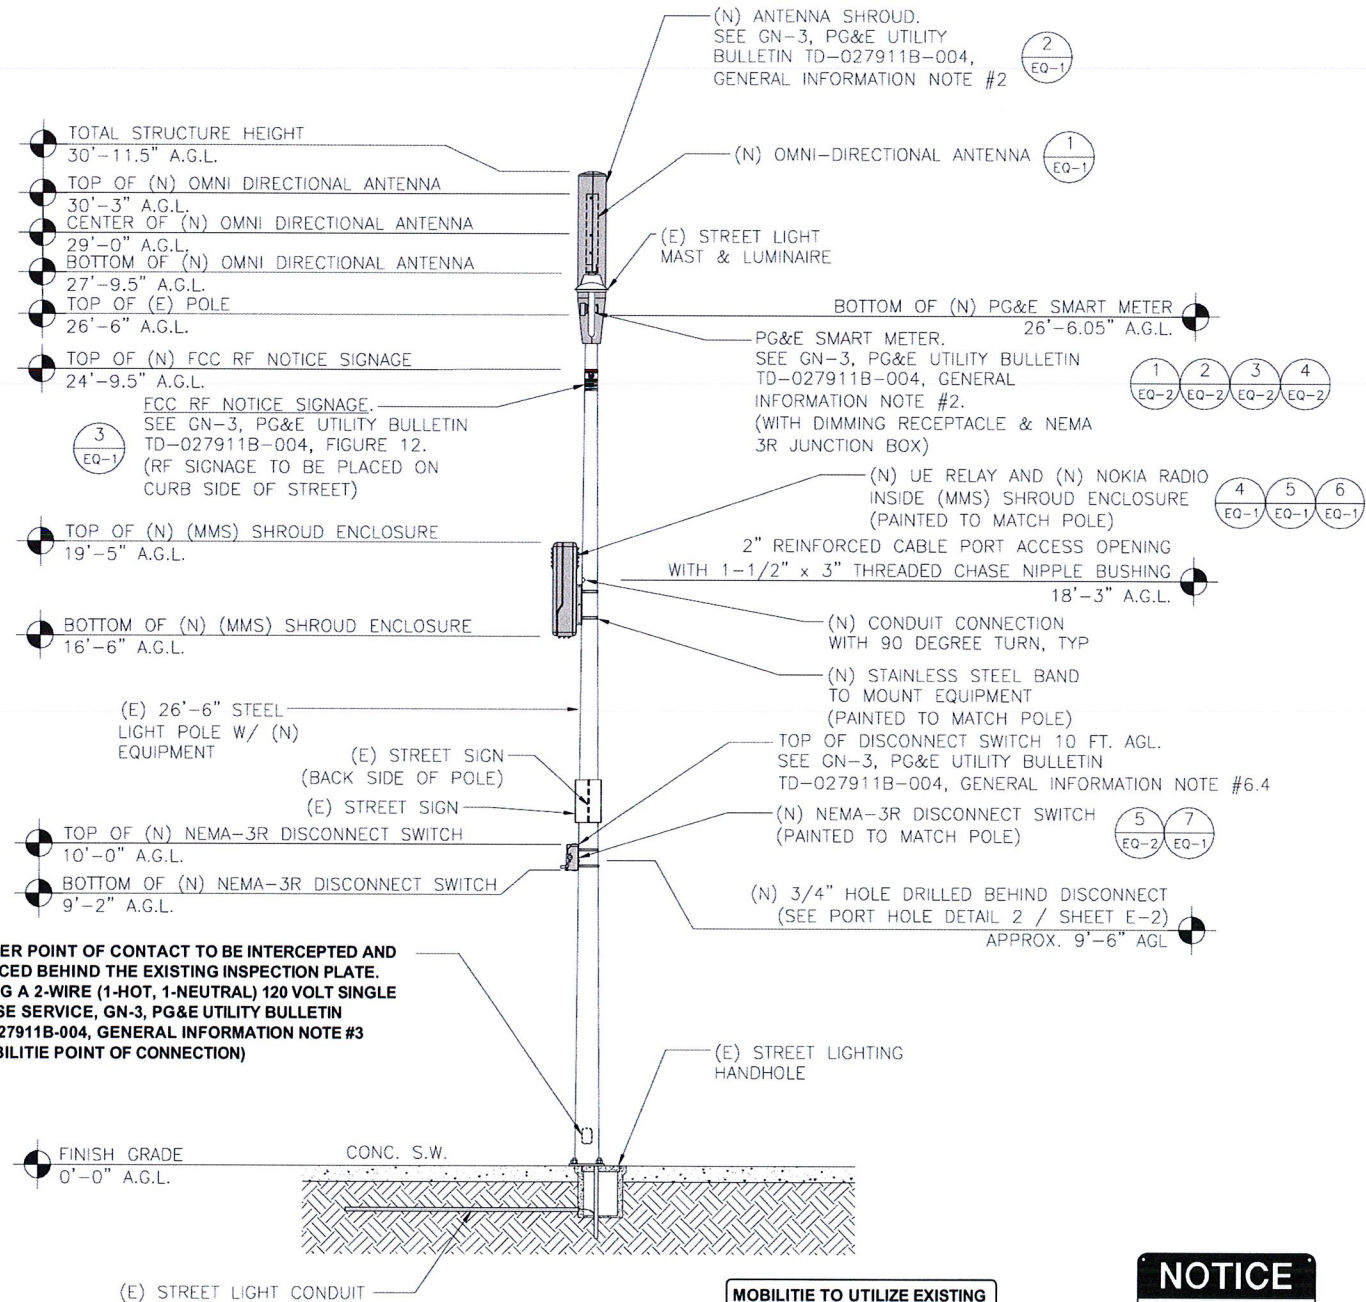 (N) ANTENNA SHROUD.
SEE GN-3, PG&E UTILITY
BULLETIN TD-027911B-004,
GENERAL INFORMATION NOTE #2
2
EQ-1
TOTAL STRUCTURE HEIGHT
30'-11.5" A.G.L.
(N) OMNI-DIRECTIONAL ANTENNA
1
EQ-1
TOP OF (N) OMNI DIRECTIONAL ANTENNA
30'-3" A.G.L.
CENTER OF (N) OMNI DIRECTIONAL ANTENNA
29'-0" A.G.L.
(E) STREET LIGHT
MAST & LUMINAIRE
BOTTOM OF (N) OMNI DIRECTIONAL ANTENNA
27'-9.5" A.G.L.
TOP OF (E) POLE
26'-6" A.G.L.
BOTTOM OF (N) PG&E SMART METER
26'-6.05" A.G.L.
PG&E SMART METER.
SEE GN-3, PG&E UTILITY BULLETIN
TD-027911B-004, GENERAL
INFORMATION NOTE #2.
(WITH DIMMING RECEPTACLE & NEMA
3R JUNCTION BOX)
1 2 3 4
EQ-2 EQ-2 EQ-2 EQ-2
TOP OF (N) FCC RF NOTICE SIGNAGE
24'-9.5" A.G.L.
FCC RF NOTICE SIGNAGE.
SEE GN-3, PG&E UTILITY BULLETIN
TD-027911B-004, FIGURE 12.
(RF SIGNAGE TO BE PLACED ON
CURB SIDE OF STREET)
3
EQ-1
(N) UE RELAY AND (N) NOKIA RADIO
INSIDE (MMS) SHROUD ENCLOSURE
(PAINTED TO MATCH POLE)
4 5 6
EQ-1 EQ-1 EQ-1
TOP OF (N) (MMS) SHROUD ENCLOSURE
19'-5" A.G.L.
2" REINFORCED CABLE PORT ACCESS OPENING
WITH 1-1/2" x 3" THREADED CHASE NIPPLE BUSHING
18'-3" A.G.L.
BOTTOM OF (N) (MMS) SHROUD ENCLOSURE
16'-6" A.G.L.
(N) CONDUIT CONNECTION
WITH 90 DEGREE TURN, TYP
(N) STAINLESS STEEL BAND
TO MOUNT EQUIPMENT
(PAINTED TO MATCH POLE)
(E) 26'-6" STEEL
LIGHT POLE W/ (N)
EQUIPMENT
TOP OF DISCONNECT SWITCH 10 FT. AGL.
SEE GN-3, PG&E UTILITY BULLETIN
TD-027911B-004, GENERAL INFORMATION NOTE #6.4
(E) STREET SIGN
(BACK SIDE OF POLE)
(E) STREET SIGN
(N) NEMA-3R DISCONNECT SWITCH
(PAINTED TO MATCH POLE)
5 7
EQ-2 EQ-1
TOP OF (N) NEMA-3R DISCONNECT SWITCH
10'-0" A.G.L.
BOTTOM OF (N) NEMA-3R DISCONNECT SWITCH
9'-2" A.G.L.
(N) 3/4" HOLE DRILLED BEHIND DISCONNECT
(SEE PORT HOLE DETAIL 2 / SHEET E-2)
APPROX. 9'-6" AGL
ER POINT OF CONTACT TO BE INTERCEPTED AND
CED BEHIND THE EXISTING INSPECTION PLATE.
G A 2-WIRE (1-HOT, 1-NEUTRAL) 120 VOLT SINGLE
SE SERVICE, GN-3, PG&E UTILITY BULLETIN
27911B-004, GENERAL INFORMATION NOTE #3
BILITIE POINT OF CONNECTION)
(E) STREET LIGHTING
HANDHOLE
FINISH GRADE
0'-0" A.G.L.
CONC. S.W.
(E) STREET LIGHT CONDUIT
MOBILITIE TO UTILIZE EXISTING
NOTICE